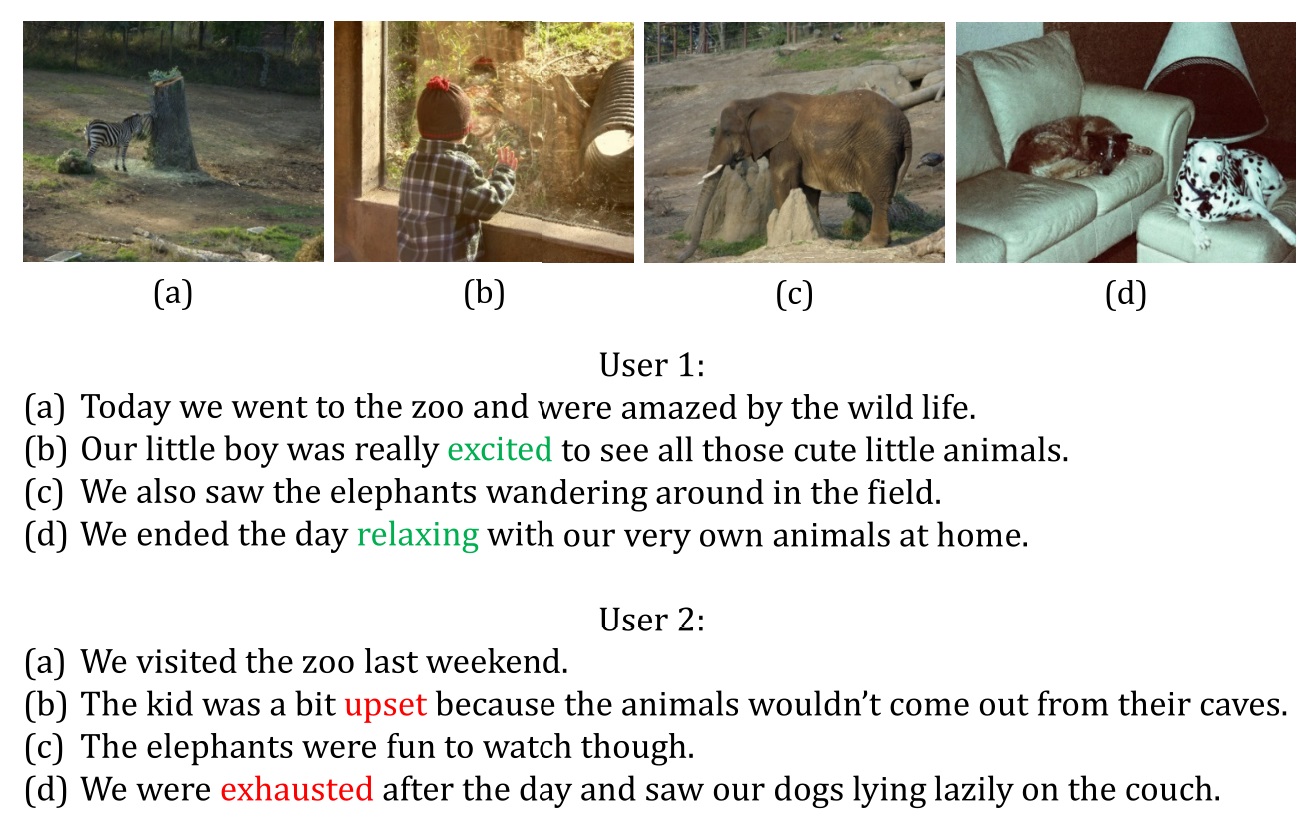 (a)
(b)
(c)
(d)
User 1:
(a) Today we went to the zoo and were amazed by the wild life.
(b) Our little boy was really excited to see all those cute little animals.
(c) We also saw the elephants wandering around in the field.
(d) We ended the day relaxing with our very own animals at home.
User 2:
(a) We visited the zoo last weekend.
(b) The kid was a bit upset because the animals wouldn’t come out from their caves.
(c) The elephants were fun to watch though.
(d) We were exhausted after the day and saw our dogs lying lazily on the couch.